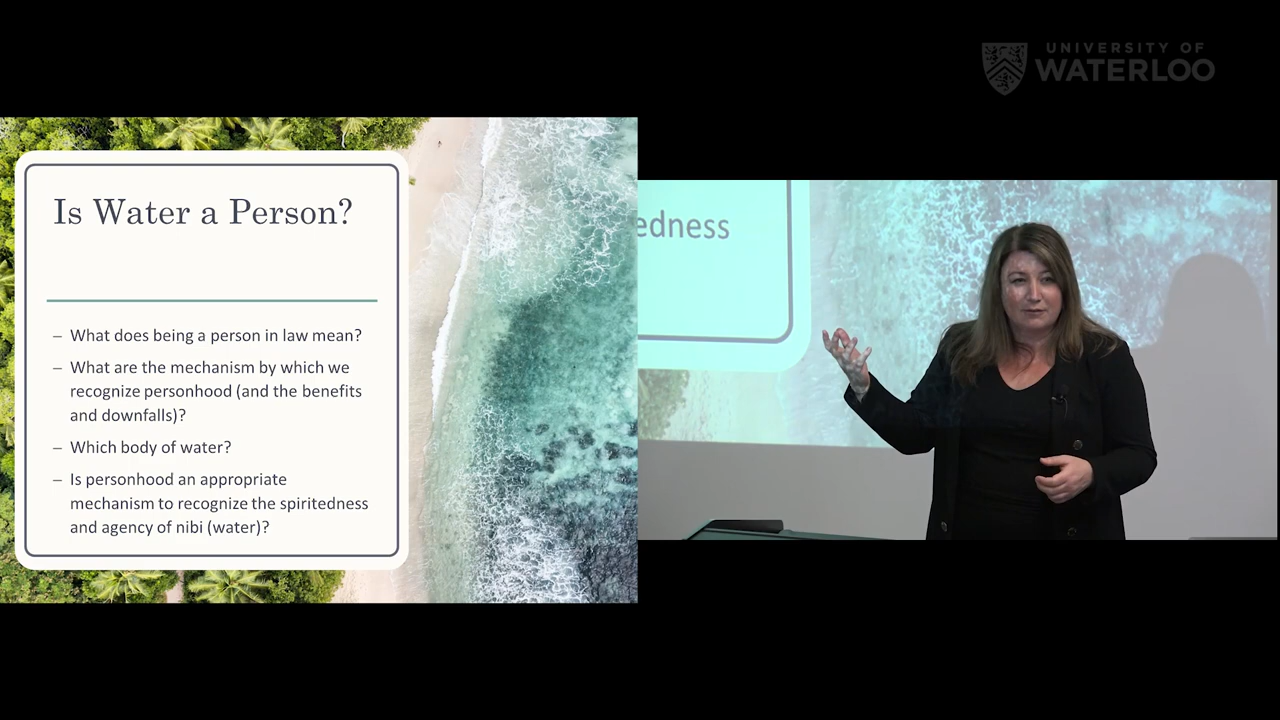 UNIVERSITY OF
WATERLOO
Is Water a Person?
– What does being a person in law mean?
– What are the mechanism by which we
recognize personhood (and the benefits
and downfalls)?
– Which body of water?
– Is personhood an appropriate
mechanism to recognize the spiritedness
and agency of nibi (water)?
edness